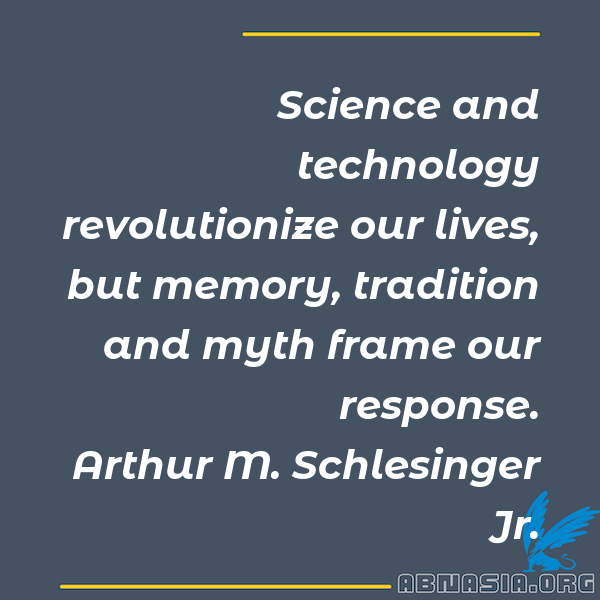 Science and
technology
revolutionize our lives,
but memory, tradition
and myth frame our
response.
Arthur M. Schlesinger
Jr.
ABNASIA.ORG